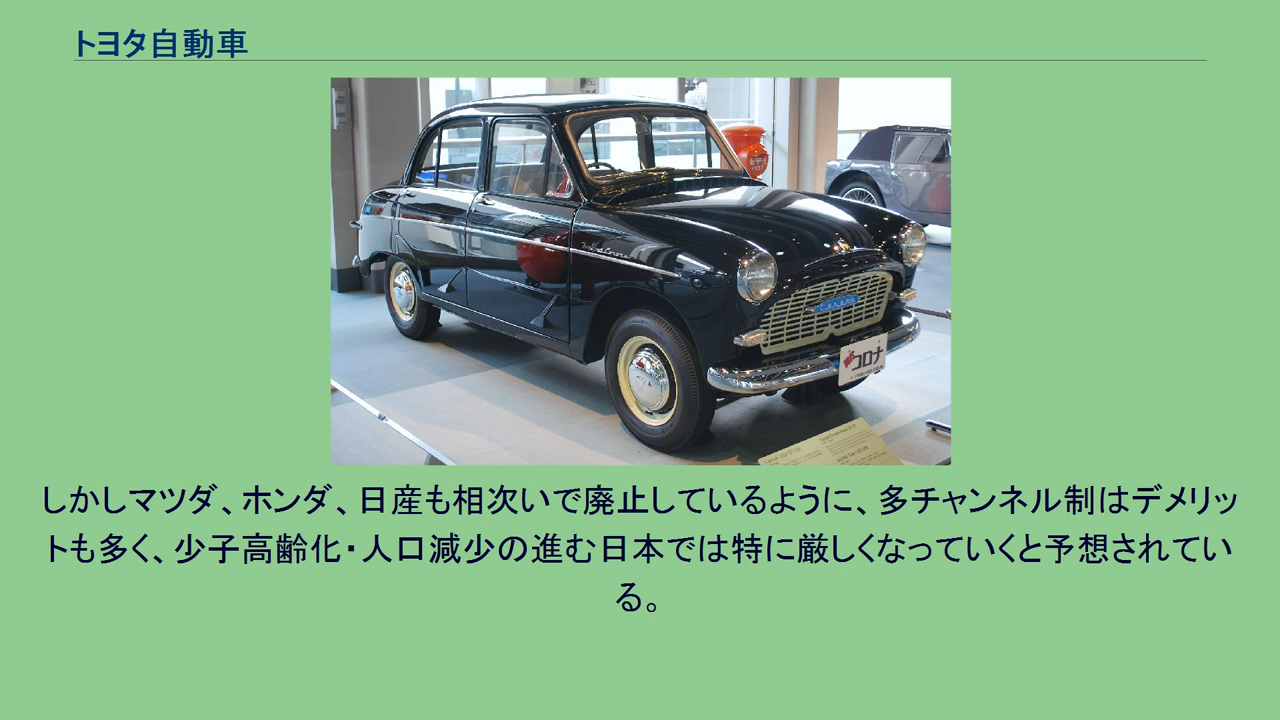 トヨタ自動車
コロナ
しかしマツダ、ホンダ、日産も相次いで廃止しているように、多チャンネル制はデメリッ
トも多く、少子高齢化・人口減少の進む日本では特に厳しくなっていくと予想されてい
る。